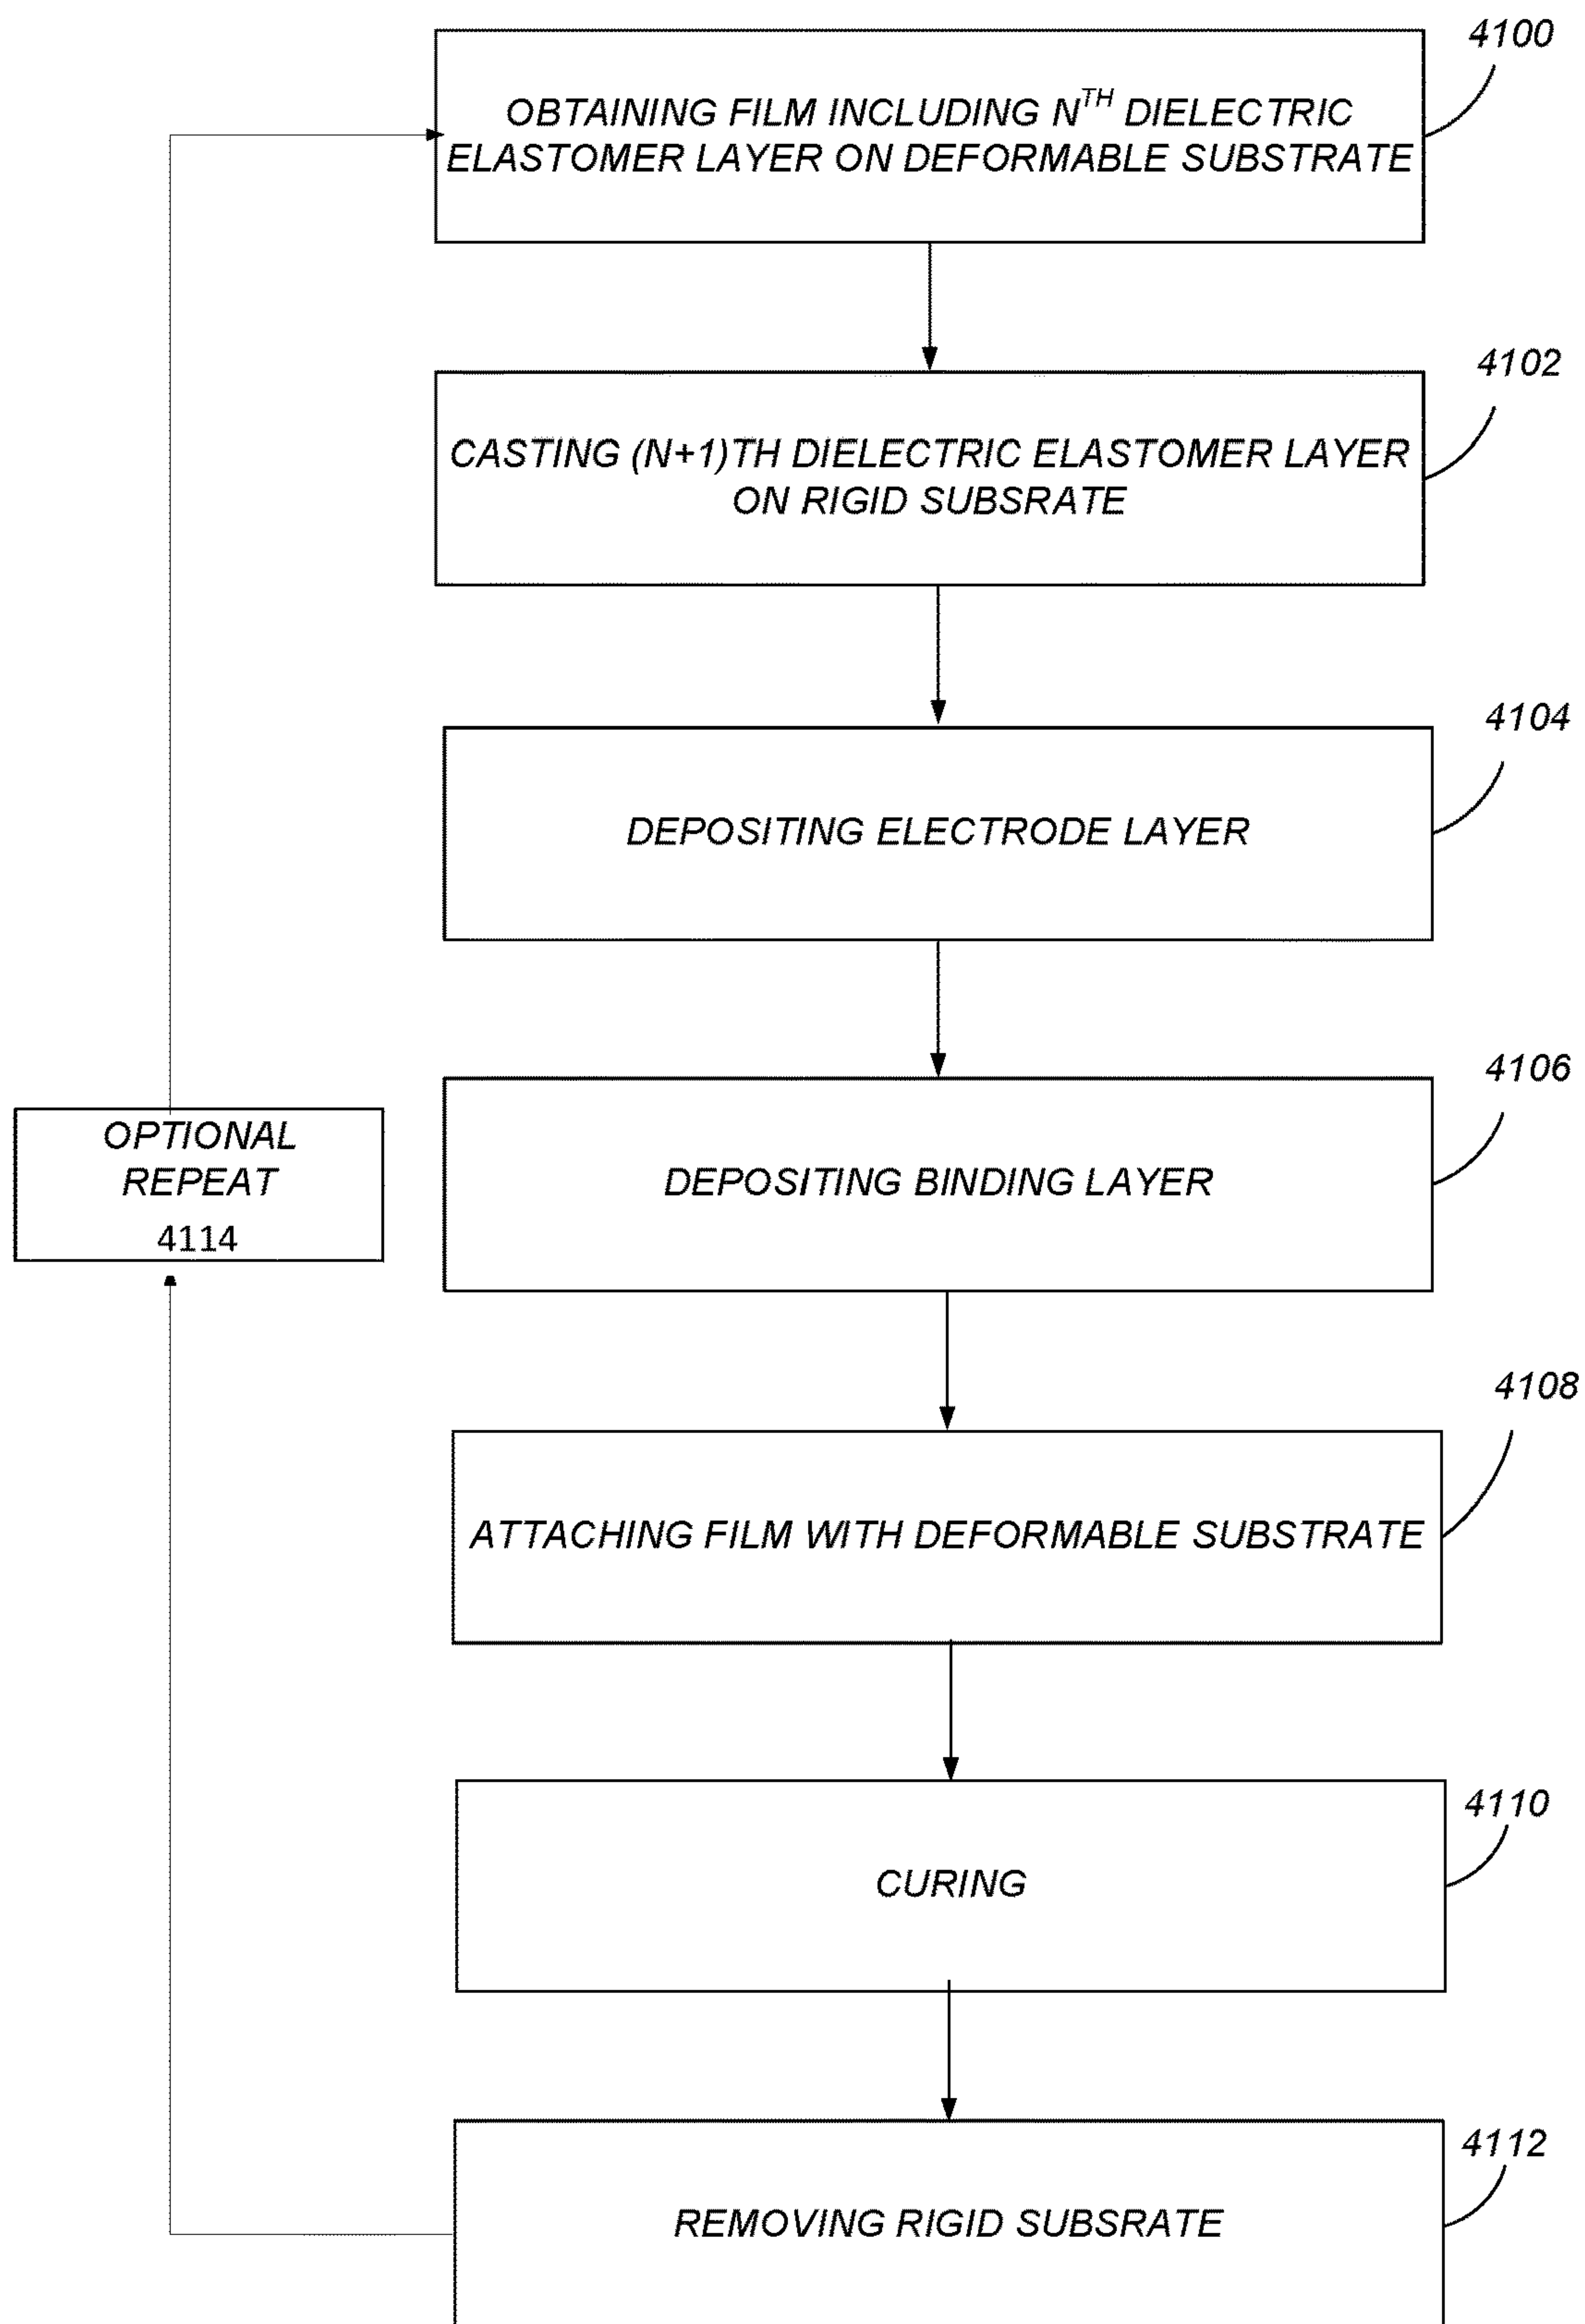 4100
OBTAINING FILM INCLUDING N^TH DIELECTRIC
ELASTOMER LAYER ON DEFORMABLE SUBSTRATE
4102
CASTING (N+1)TH DIELECTRIC ELASTOMER LAYER
ON RIGID SUBSRATE
4104
DEPOSITING ELECTRODE LAYER
4106
DEPOSITING BINDING LAYER
OPTIONAL
REPEAT
4114
4108
ATTACHING FILM WITH DEFORMABLE SUBSTRATE
4110
CURING
4112
REMOVING RIGID SUBSRATE